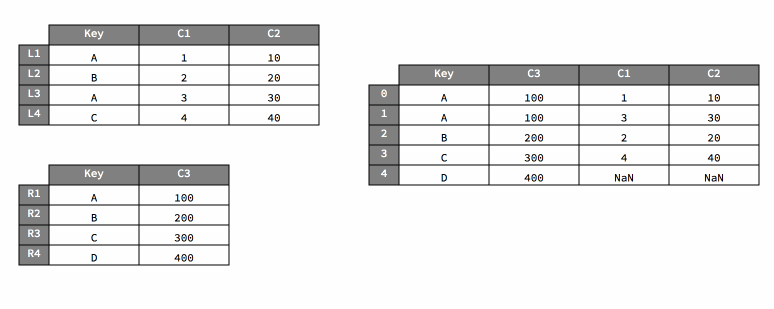 Key C1 C2
L1 A 1 10
L2 B 2 20
L3 A 3 30
L4 C 4 40
Key C3
R1 A 100
R2 B 200
R3 C 300
R4 D 400
Key C3 C1 C2
0 A 100 1 10
1 A 100 3 30
2 B 200 2 20
3 C 300 4 40
4 D 400 NaN NaN